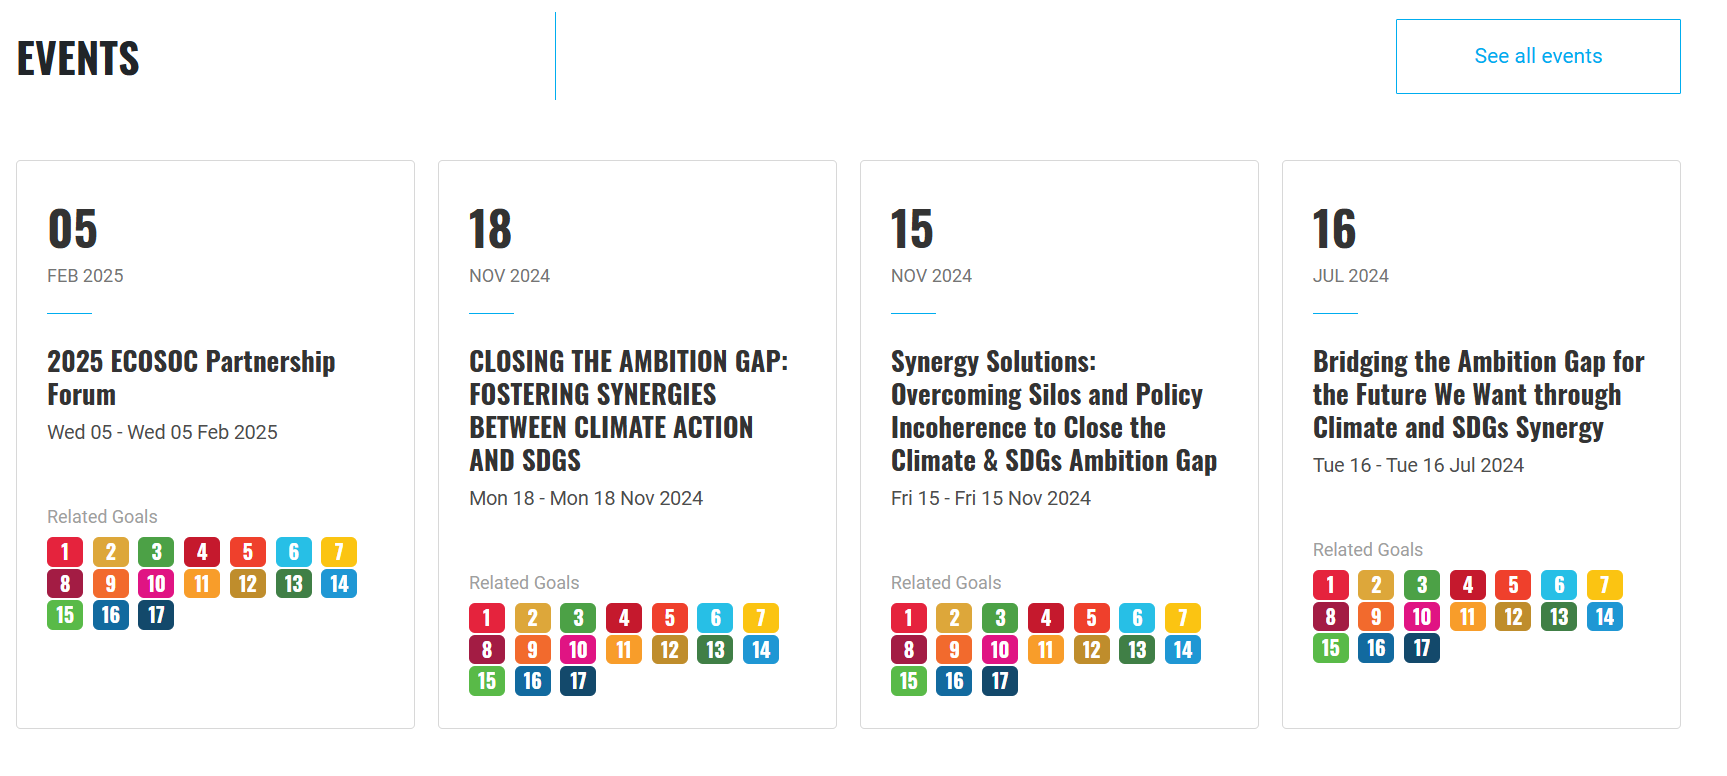 EVENTS
See all events
05
FEB 2025
2025 ECOSOC Partnership
Forum
Wed 05 - Wed 05 Feb 2025
Related Goals
1 2 3 4 5 6 7
8 9 10 11 12 13 14
15 16 17
18
NOV 2024
CLOSING THE AMBITION GAP:
FOSTERING SYNERGIES
BETWEEN CLIMATE ACTION
AND SDGS
Mon 18 - Mon 18 Nov 2024
Related Goals
1 2 3 4 5 6 7
8 9 10 11 12 13 14
15 16 17
15
NOV 2024
Synergy Solutions:
Overcoming Silos and Policy
Incoherence to Close the
Climate & SDGs Ambition Gap
Fri 15 - Fri 15 Nov 2024
Related Goals
1 2 3 4 5 6 7
8 9 10 11 12 13 14
15 16 17
16
JUL 2024
Bridging the Ambition Gap for
the Future We Want through
Climate and SDGs Synergy
Tue 16 - Tue 16 Jul 2024
Related Goals
1 2 3 4 5 6 7
8 9 10 11 12 13 14
15 16 17